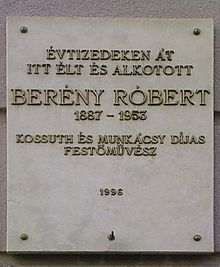 ÉVTIZEDEKEN ÁT
ITT ÉLT ÉS ALKOTOTT
BERÉNY RÓBERT
1887 – 1953
KOSSUTH ÉS MUNKÁCSY DÍJAS
FESTŐMŰVÉSZ
1996